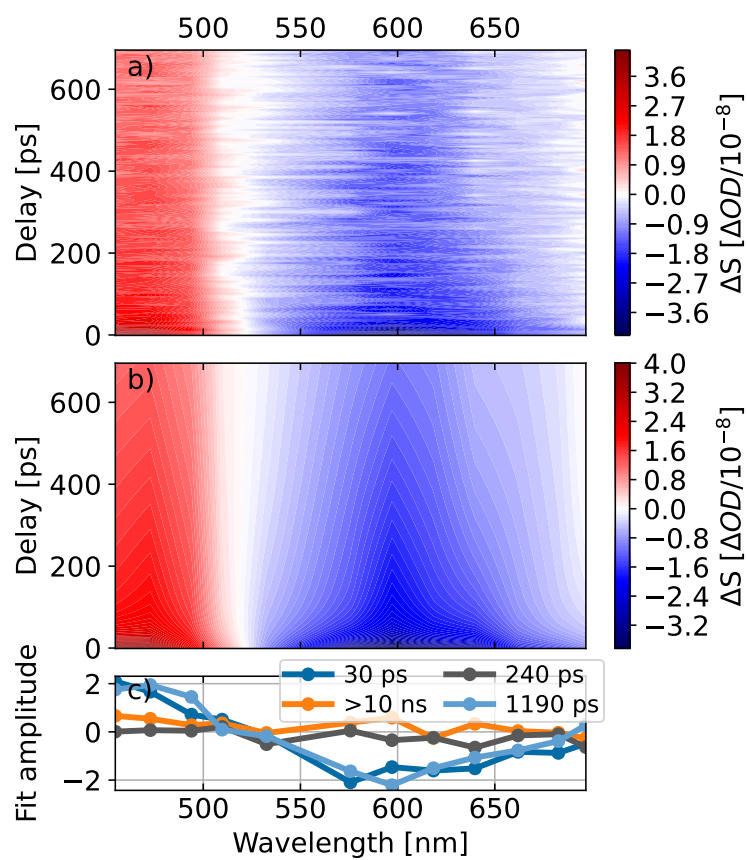 500 550 600 650
a)
Delay [ps]
600
400
200
0
3.6
2.7
1.8
0.9
0.0
−0.9
−1.8
−2.7
−3.6
ΔS [ΔOD/10⁻⁸]
b)
Delay [ps]
600
400
200
0
4.0
3.2
2.4
1.6
0.8
0.0
−0.8
−1.6
−2.4
−3.2
ΔS [ΔOD/10⁻⁸]
c)
Fit amplitude
2
0
−2
30 ps 240 ps
>10 ns 1190 ps
500 550 600 650
Wavelength [nm]